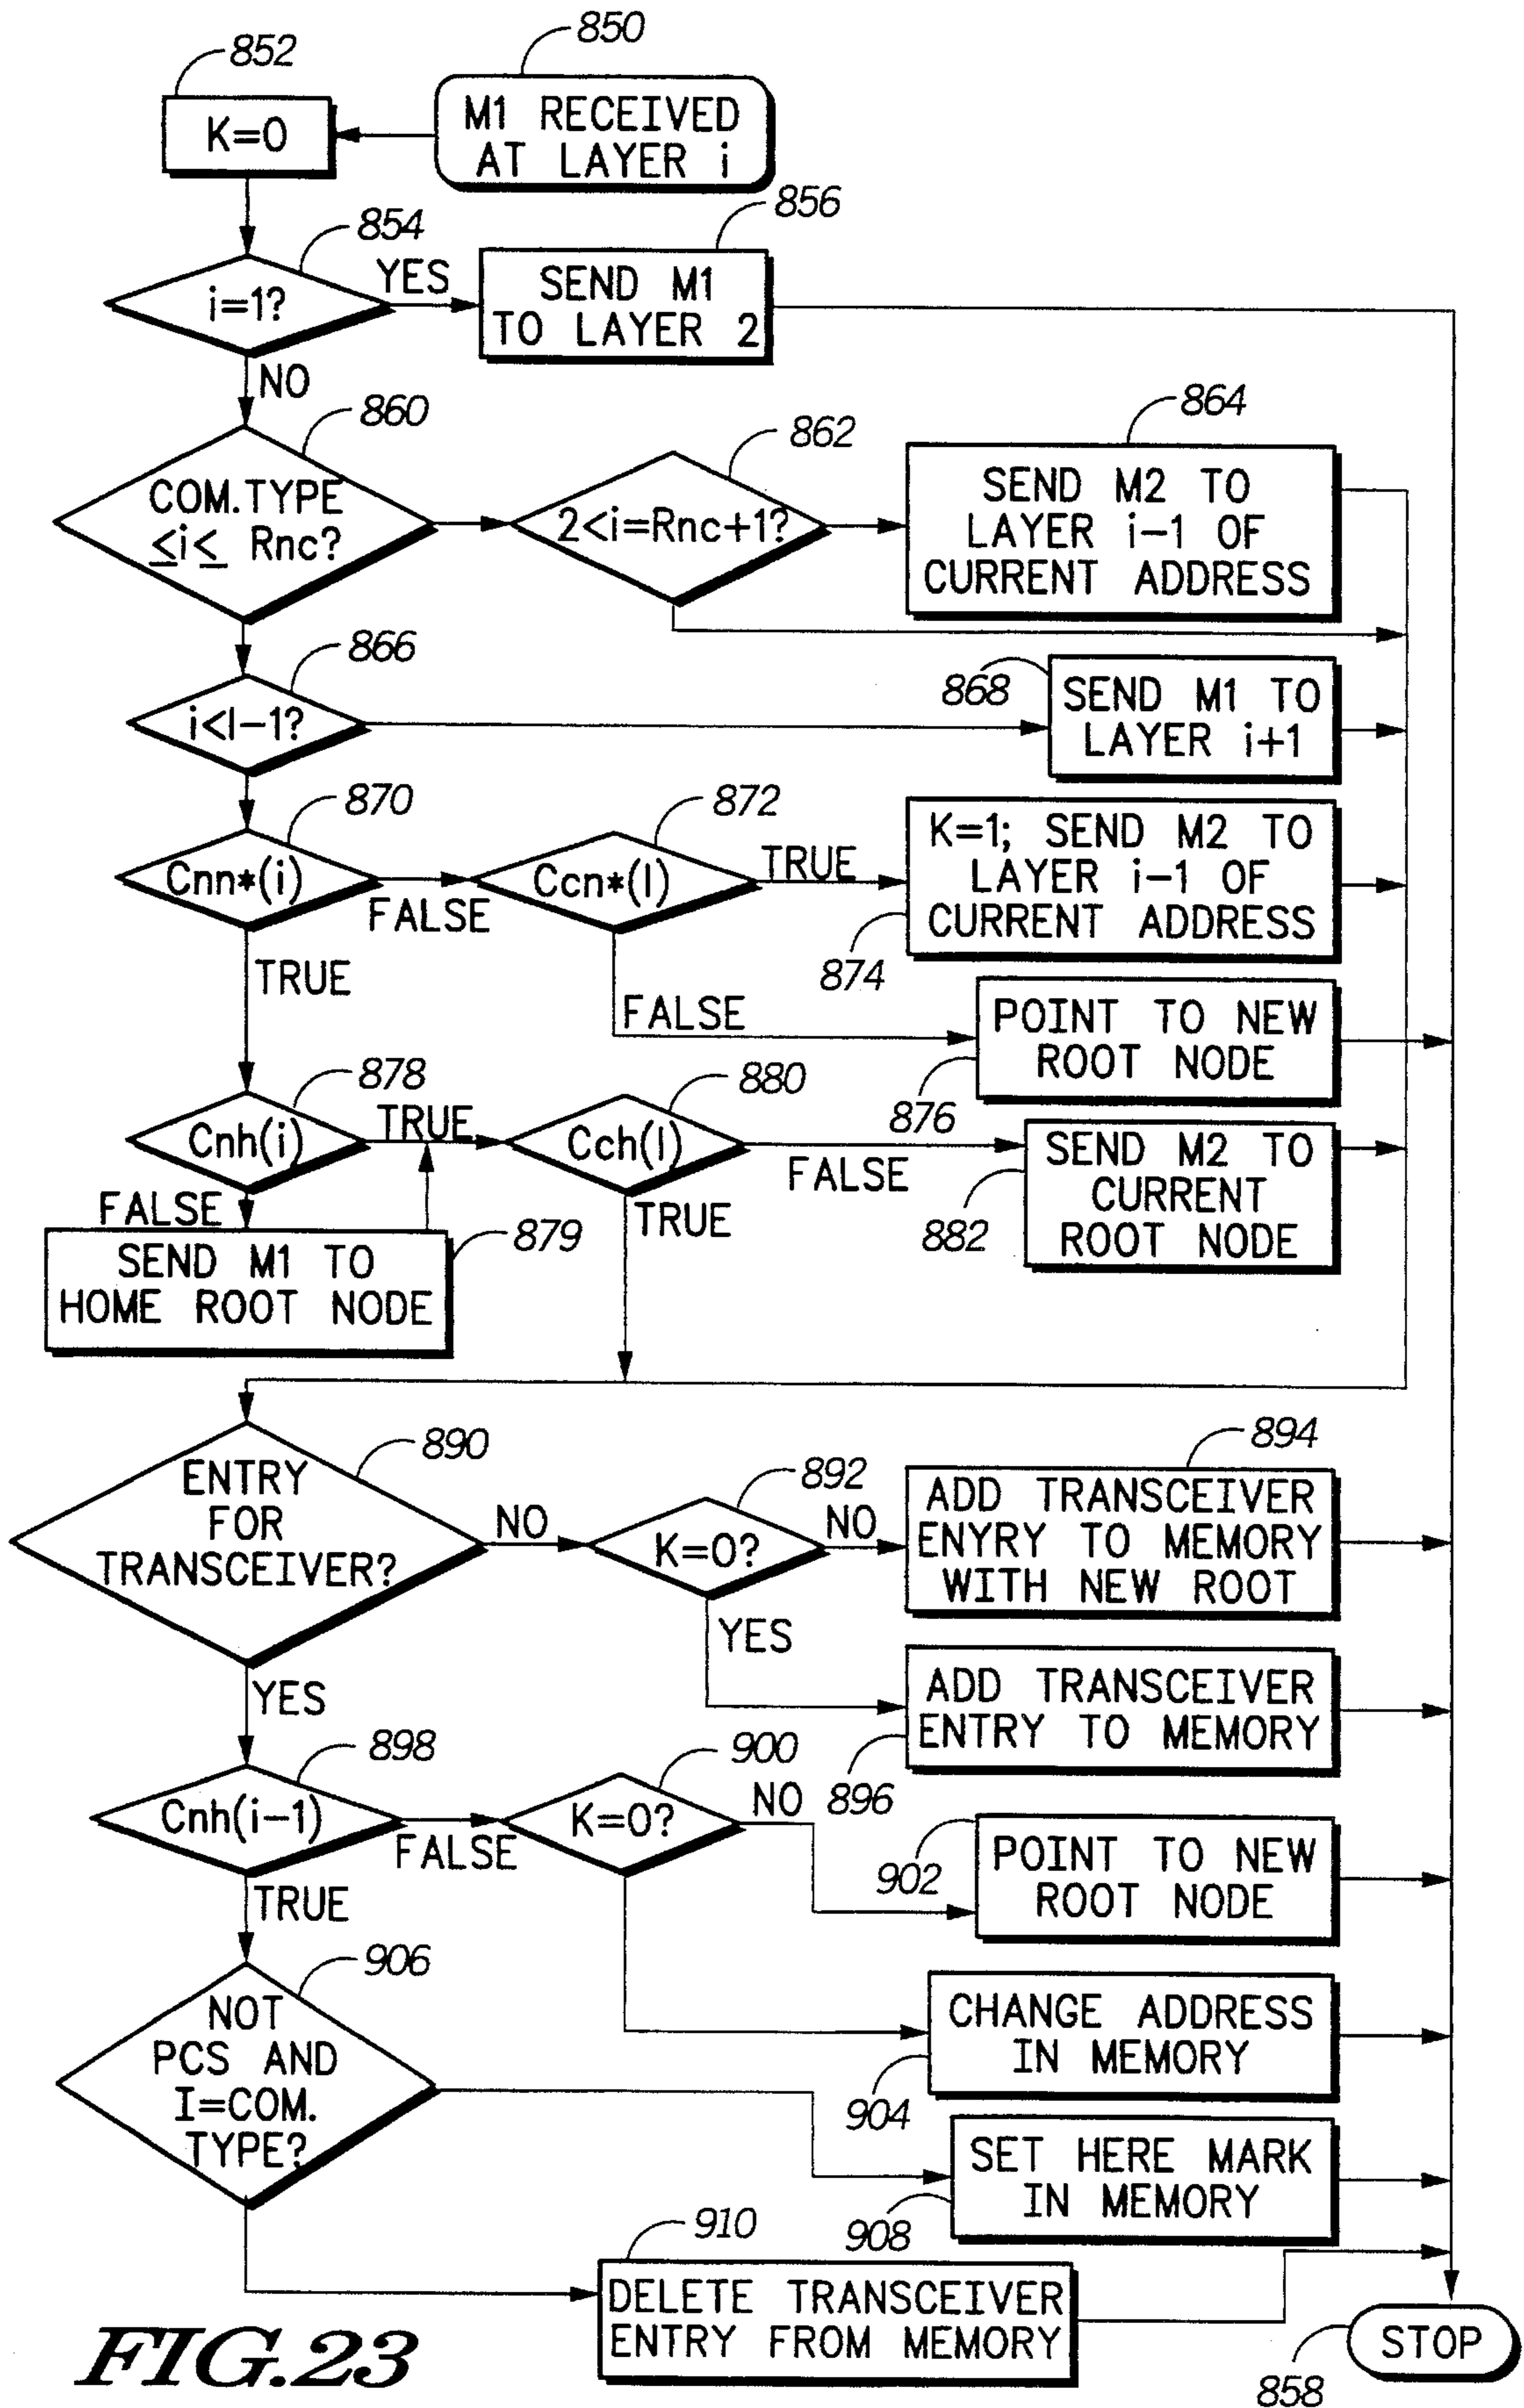 850
852
M1 RECEIVED
AT LAYER i
K=0
854
856
i=1?
YES
SEND M1
TO LAYER 2
NO
860
862
864
COM.TYPE
≤i≤ Rnc?
2<i=Rnc+1?
SEND M2 TO
LAYER i-1 OF
CURRENT ADDRESS
866
868
i<I-1?
SEND M1 TO
LAYER i+1
870
872
Cnn*(i)
FALSE
Ccn*(I)
TRUE
K=1; SEND M2 TO
LAYER i-1 OF
CURRENT ADDRESS
874
TRUE
FALSE
POINT TO NEW
ROOT NODE
876
878
880
Cnh(i)
TRUE
Cch(I)
FALSE
SEND M2 TO
CURRENT
ROOT NODE
882
FALSE
TRUE
879
SEND M1 TO
HOME ROOT NODE
890
892
894
ENTRY
FOR
TRANSCEIVER?
NO
K=0?
NO
ADD TRANSCEIVER
ENYRY TO MEMORY
WITH NEW ROOT
YES
YES
ADD TRANSCEIVER
ENTRY TO MEMORY
896
898
900
Cnh(i-1)
FALSE
K=0?
NO
902
POINT TO NEW
ROOT NODE
TRUE
906
NOT
PCS AND
I=COM.
TYPE?
CHANGE ADDRESS
IN MEMORY
904
SET HERE MARK
IN MEMORY
908
910
DELETE TRANSCEIVER
ENTRY FROM MEMORY
STOP
858
FIG.23